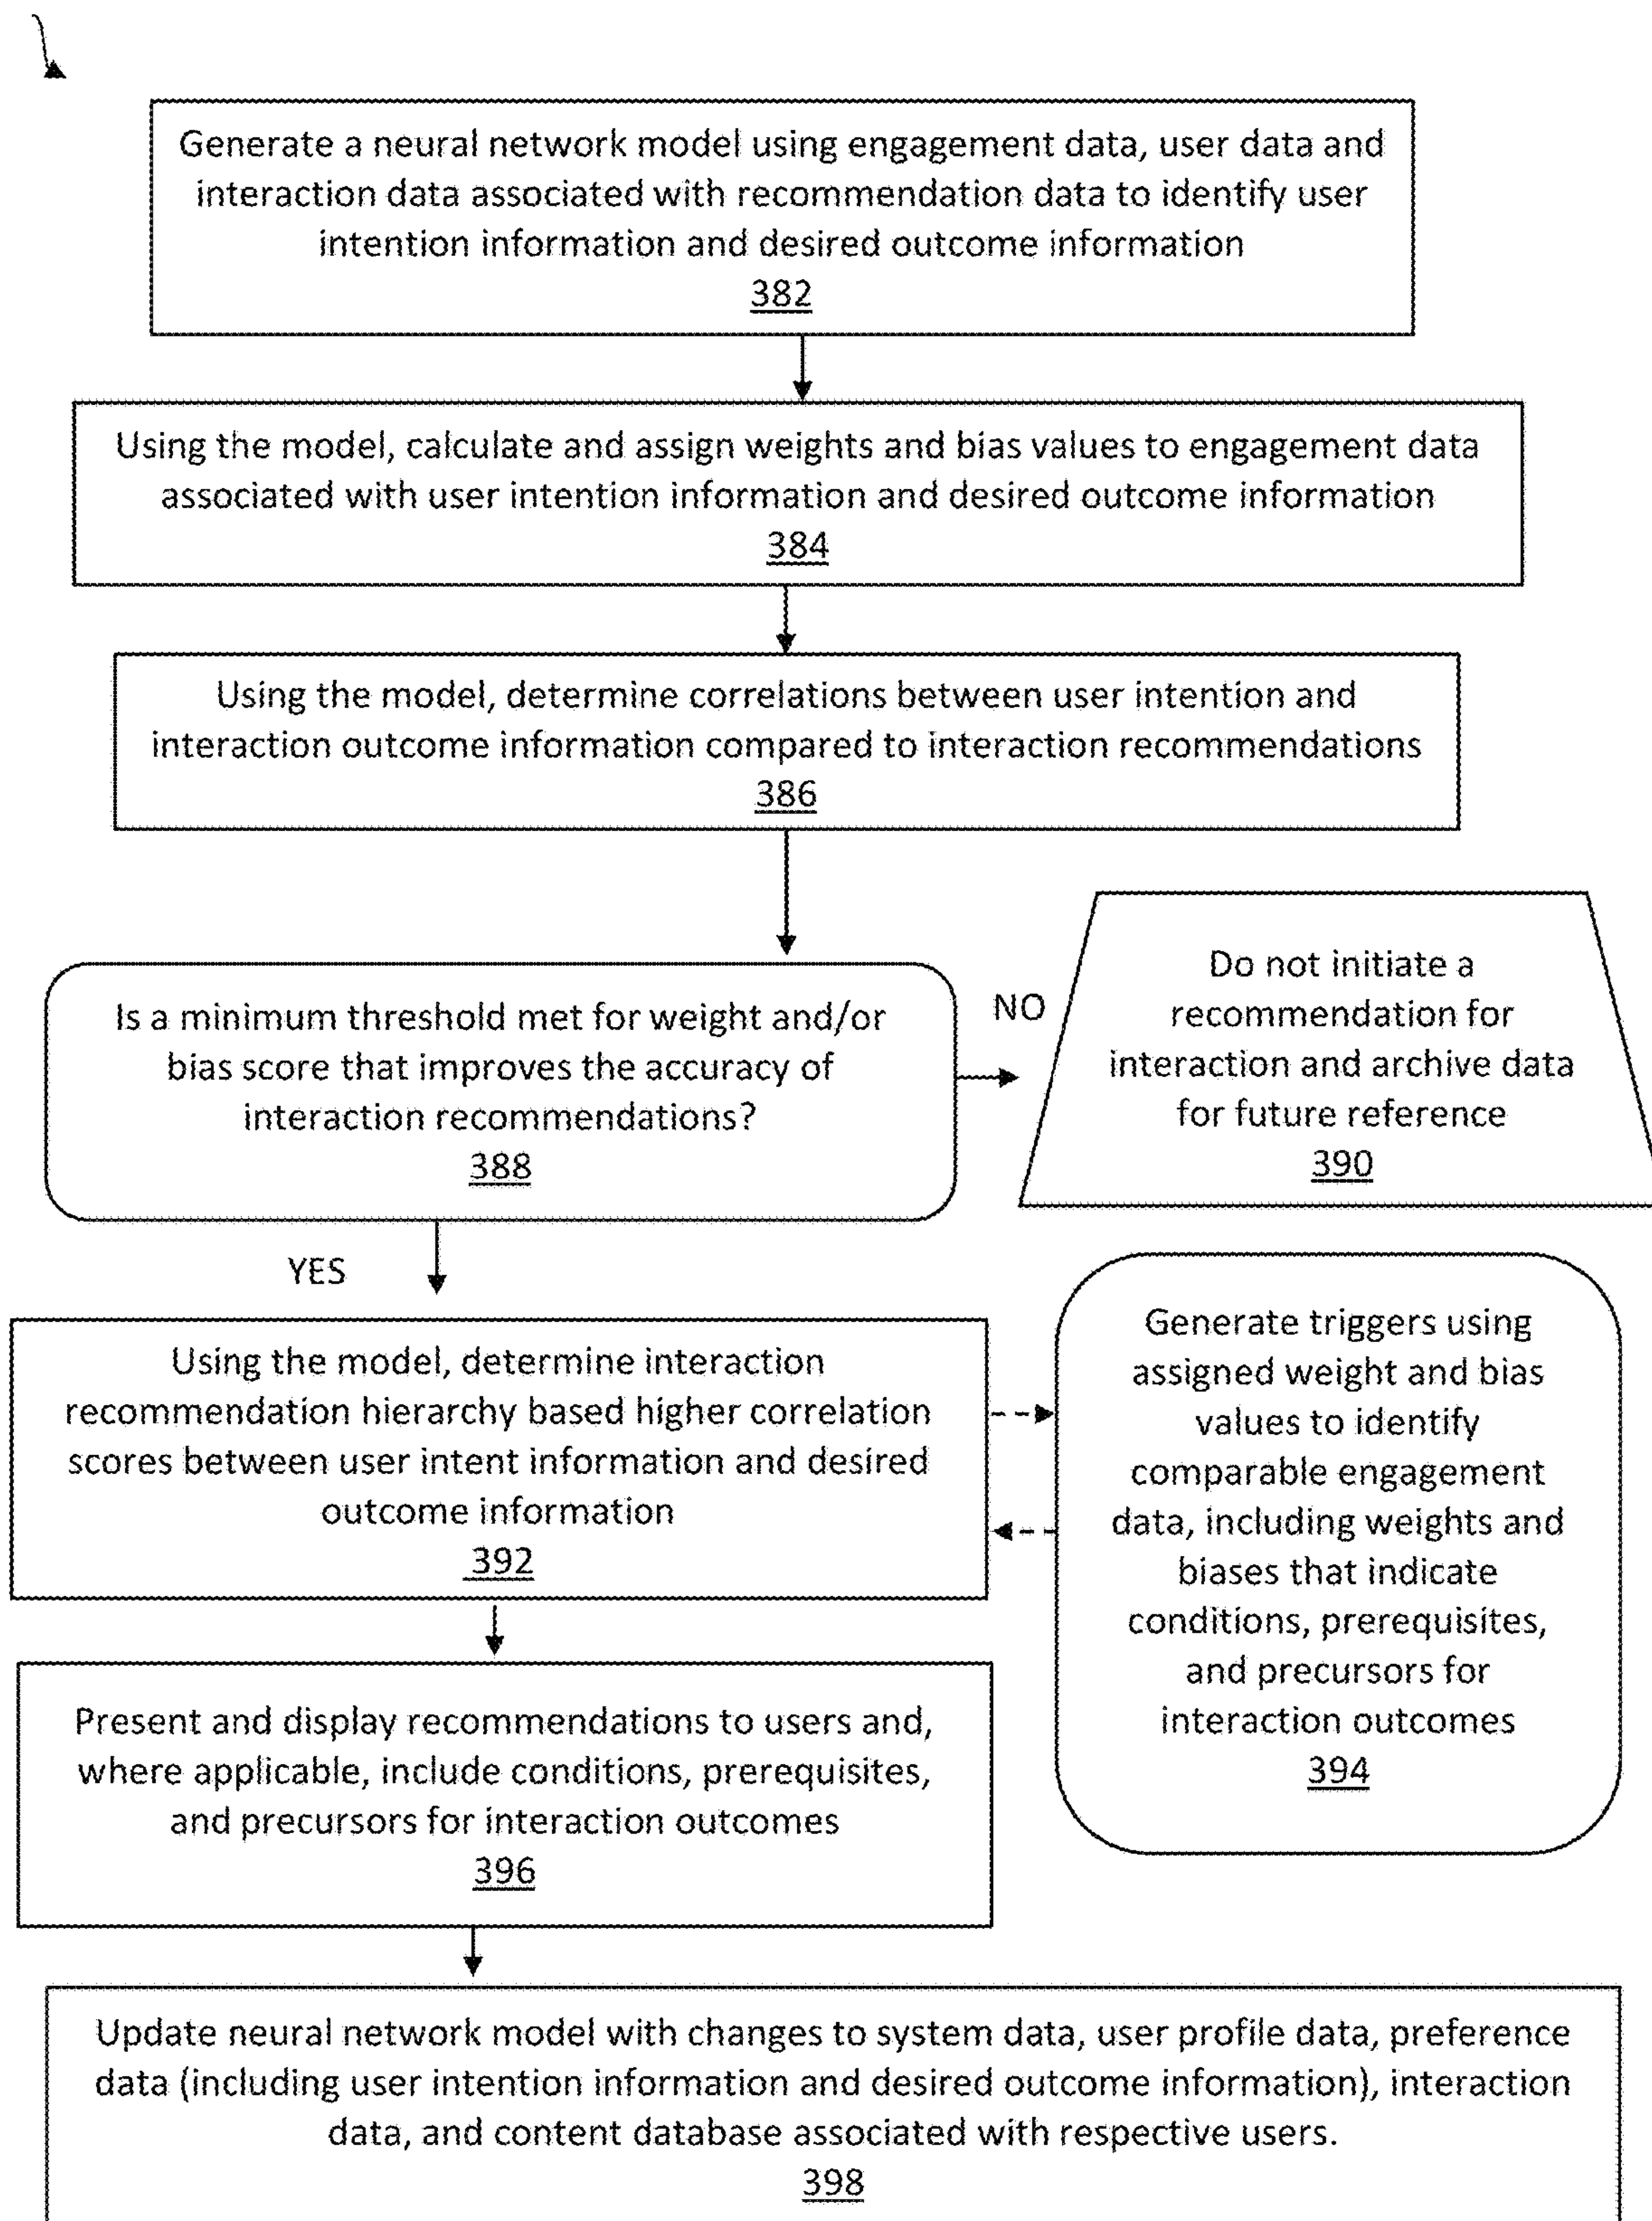 Generate a neural network model using engagement data, user data and
interaction data associated with recommendation data to identify user
intention information and desired outcome information
382
Using the model, calculate and assign weights and bias values to engagement data
associated with user intention information and desired outcome information
384
Using the model, determine correlations between user intention and
interaction outcome information compared to interaction recommendations
386
Is a minimum threshold met for weight and/or
bias score that improves the accuracy of
interaction recommendations?
388
NO
Do not initiate a
recommendation for
interaction and archive data
for future reference
390
YES
Using the model, determine interaction
recommendation hierarchy based higher correlation
scores between user intent information and desired
outcome information
392
Generate triggers using
assigned weight and bias
values to identify
comparable engagement
data, including weights and
biases that indicate
conditions, prerequisites,
and precursors for
interaction outcomes
394
Present and display recommendations to users and,
where applicable, include conditions, prerequisites,
and precursors for interaction outcomes
396
Update neural network model with changes to system data, user profile data, preference
data (including user intention information and desired outcome information), interaction
data, and content database associated with respective users.
398